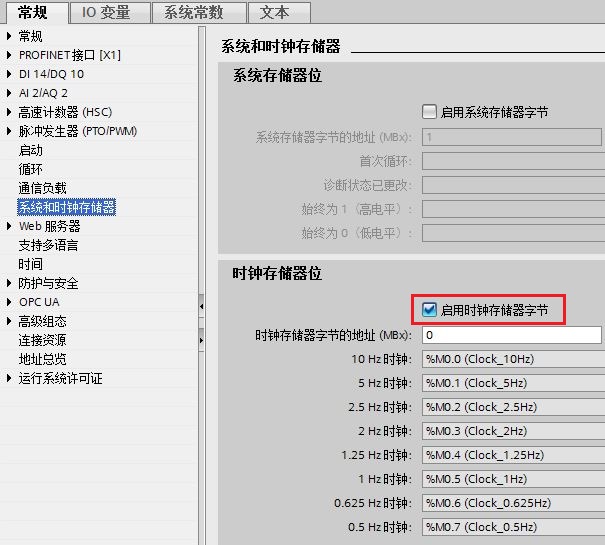 常规 IO 变量 系统常数 文本
常规
PROFINET接口 [X1]
DI 14/DQ 10
AI 2/AQ 2
高速计数器 (HSC)
脉冲发生器 (PTO/PWM)
启动
循环
通信负载
系统和时钟存储器
Web 服务器
支持多语言
时间
防护与安全
OPC UA
高级组态
连接资源
地址总览
运行系统许可证
系统和时钟存储器
系统存储器位
启用系统存储器字节
系统存储器字节的地址 (MBx): 1
首次循环:
诊断状态已更改:
始终为 1（高电平）:
始终为 0（低电平）:
时钟存储器位
启用时钟存储器字节
时钟存储器字节的地址 (MBx): 0
10 Hz 时钟: %M0.0 (Clock_10Hz)
5 Hz 时钟: %M0.1 (Clock_5Hz)
2.5 Hz 时钟: %M0.2 (Clock_2.5Hz)
2 Hz 时钟: %M0.3 (Clock_2Hz)
1.25 Hz 时钟: %M0.4 (Clock_1.25Hz)
1 Hz 时钟: %M0.5 (Clock_1Hz)
0.625 Hz 时钟: %M0.6 (Clock_0.625Hz)
0.5 Hz 时钟: %M0.7 (Clock_0.5Hz)